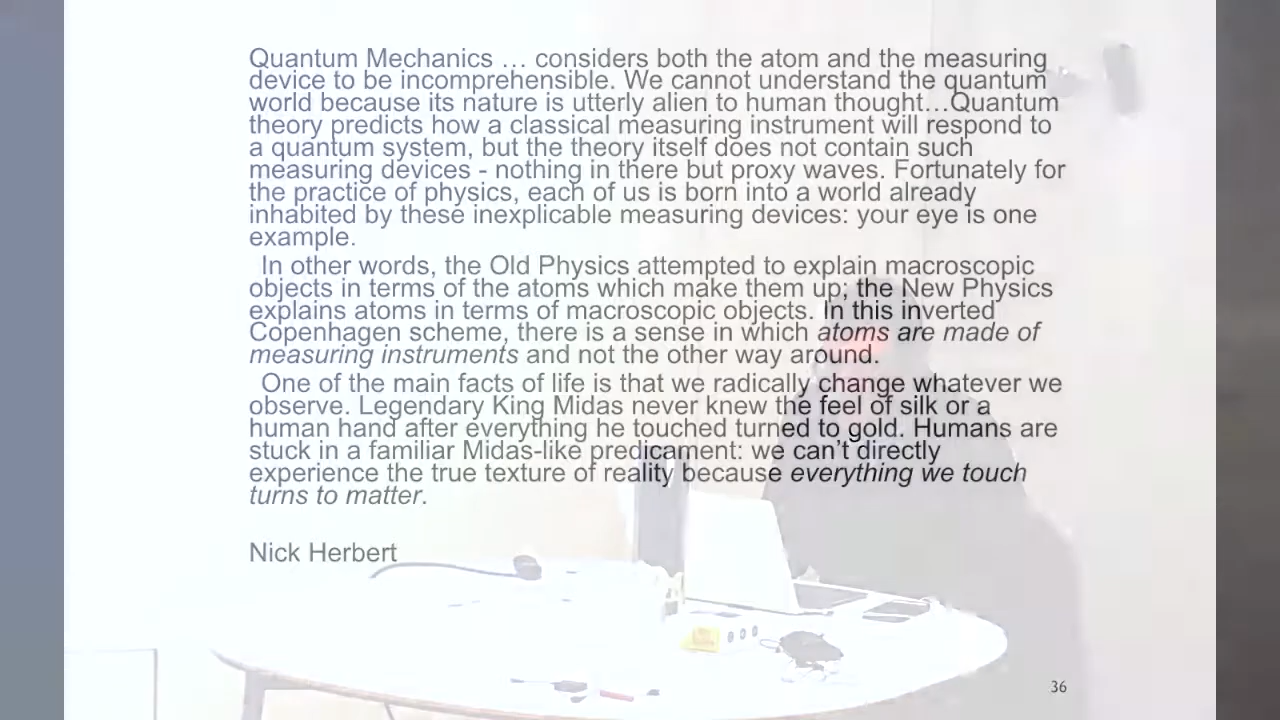 Quantum Mechanics … considers both the atom and the measuring
device to be incomprehensible. We cannot understand the quantum
world because its nature is utterly alien to human thought…Quantum
theory predicts how a classical measuring instrument will respond to
a quantum system, but the theory itself does not contain such
measuring devices - nothing in there but proxy waves. Fortunately for
the practice of physics, each of us is born into a world already
inhabited by these inexplicable measuring devices: your eye is one
example.
In other words, the Old Physics attempted to explain macroscopic
objects in terms of the atoms which make them up; the New Physics
explains atoms in terms of macroscopic objects. In this inverted
Copenhagen scheme, there is a sense in which atoms are made of
measuring instruments and not the other way around.
One of the main facts of life is that we radically change whatever we
observe. Legendary King Midas never knew the feel of silk or a
human hand after everything he touched turned to gold. Humans are
stuck in a familiar Midas-like predicament: we can’t directly
experience the true texture of reality because everything we touch
turns to matter.
Nick Herbert
36